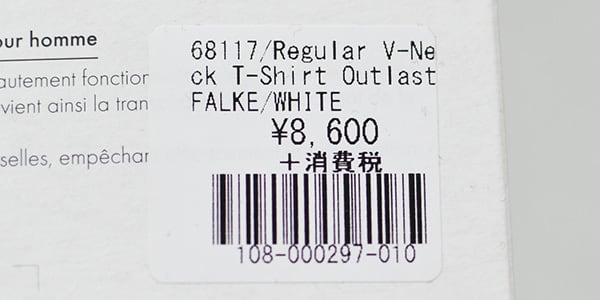 our homme
68117/Regular V-Ne
autement fonction
ck T-Shirt Outlast
vient ainsi la tran
FALKE/WHITE
¥8,600
selles, empêchan
+消費税
108-000297-010